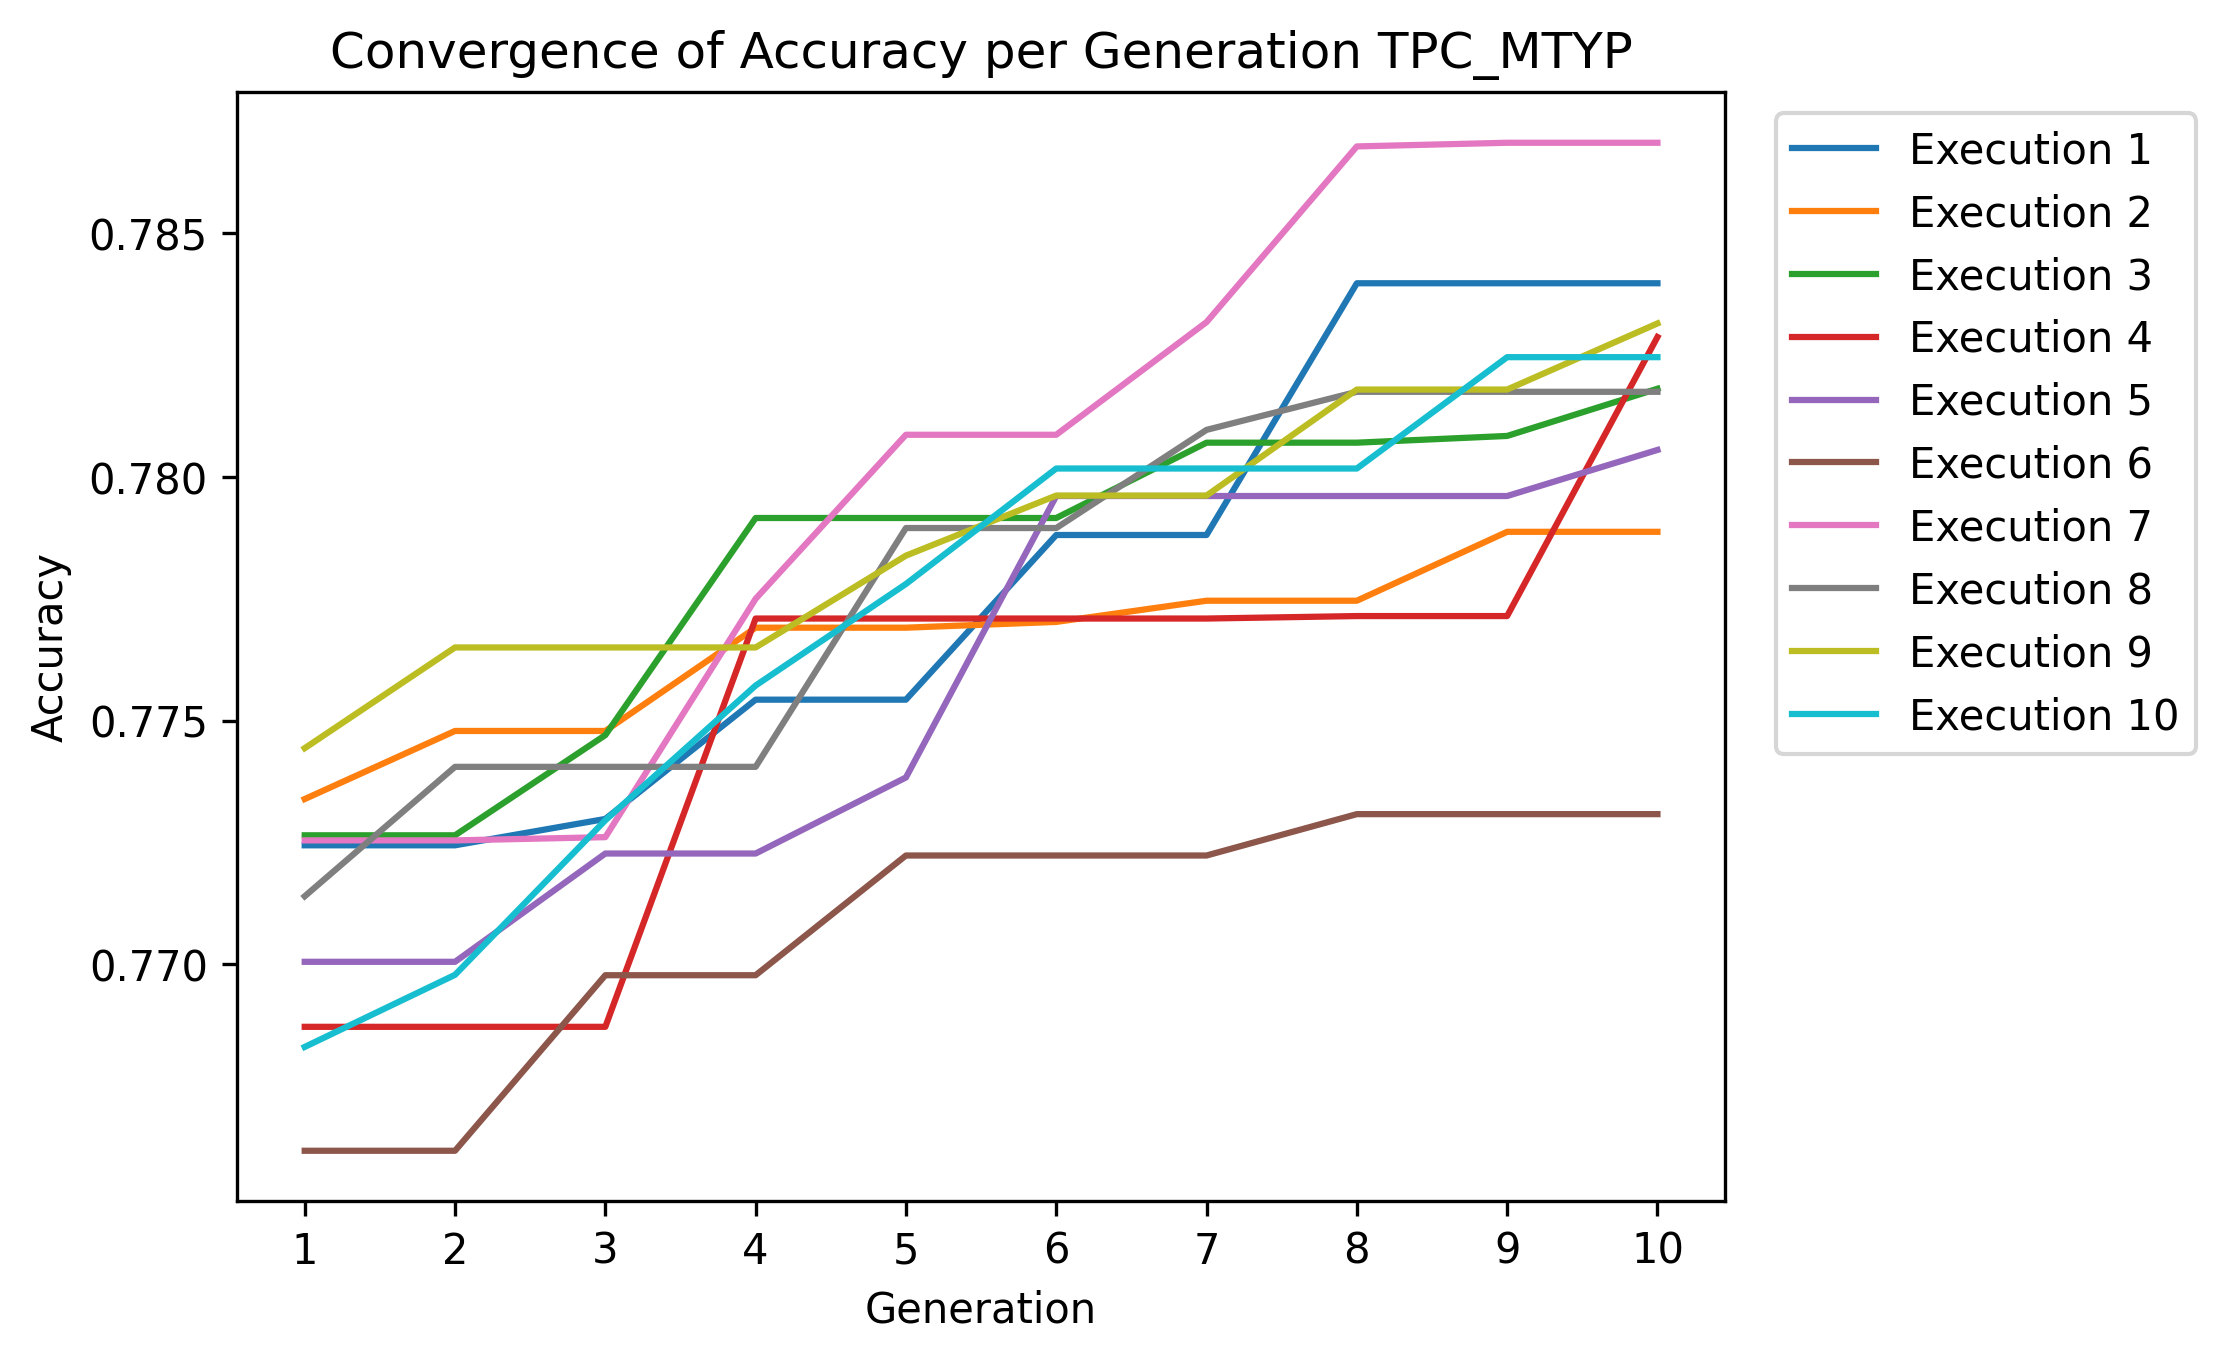 Convergence of Accuracy per Generation TPC_MTYP
Accuracy
0.785
0.780
0.775
0.770
1 2 3 4 5 6 7 8 9 10
Generation
Execution 1
Execution 2
Execution 3
Execution 4
Execution 5
Execution 6
Execution 7
Execution 8
Execution 9
Execution 10